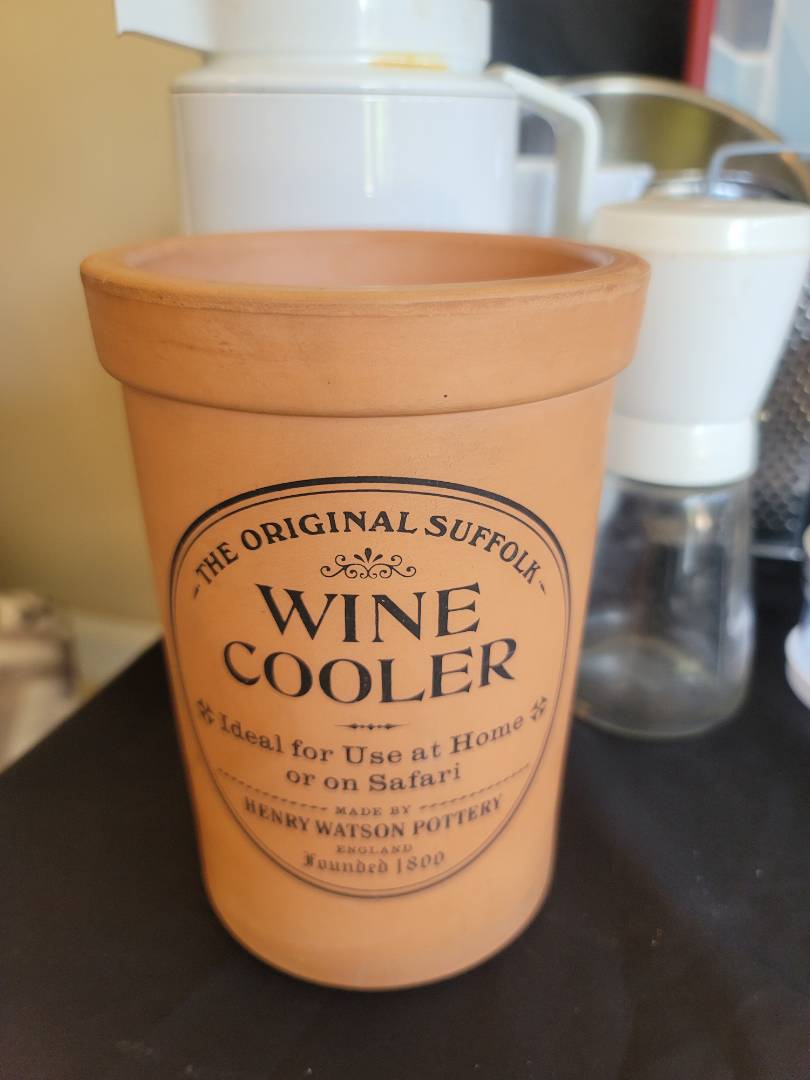 THE ORIGINAL SUFFOLK
WINE
COOLER
Ideal for Use at Home
or on Safari
MADE BY
HENRY WATSON POTTERY
ENGLAND
Founded 1800